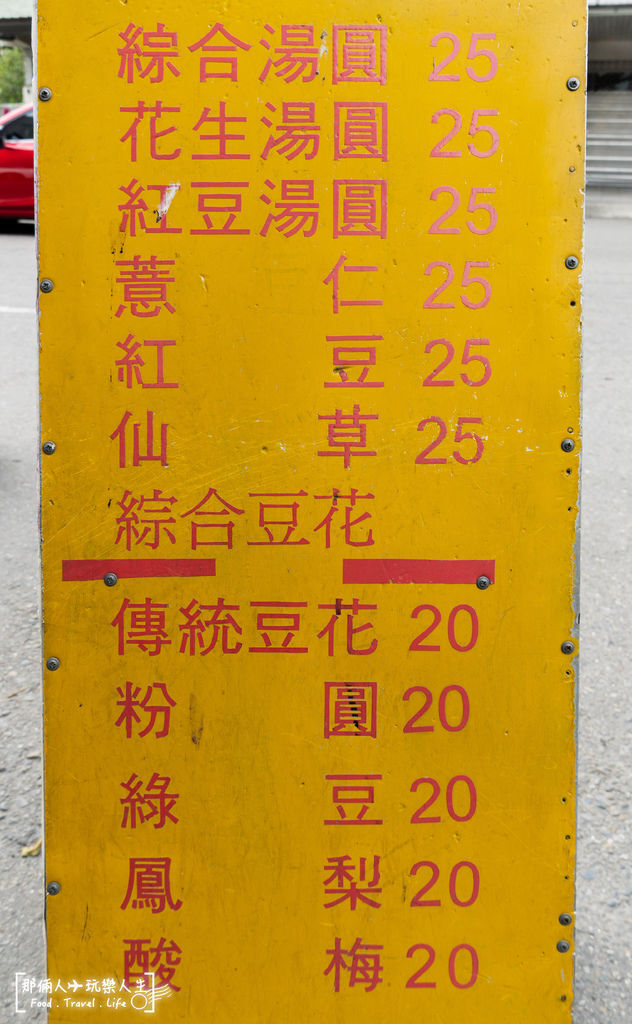 綜合湯圓 25
花生湯圓 25
紅豆湯圓 25
薏仁 25
紅豆 25
仙草 25
綜合豆花
傳統豆花 20
粉圓 20
綠豆 20
鳳梨 20
酸梅 20
那倆人玩樂人生
Food . Travel . Life